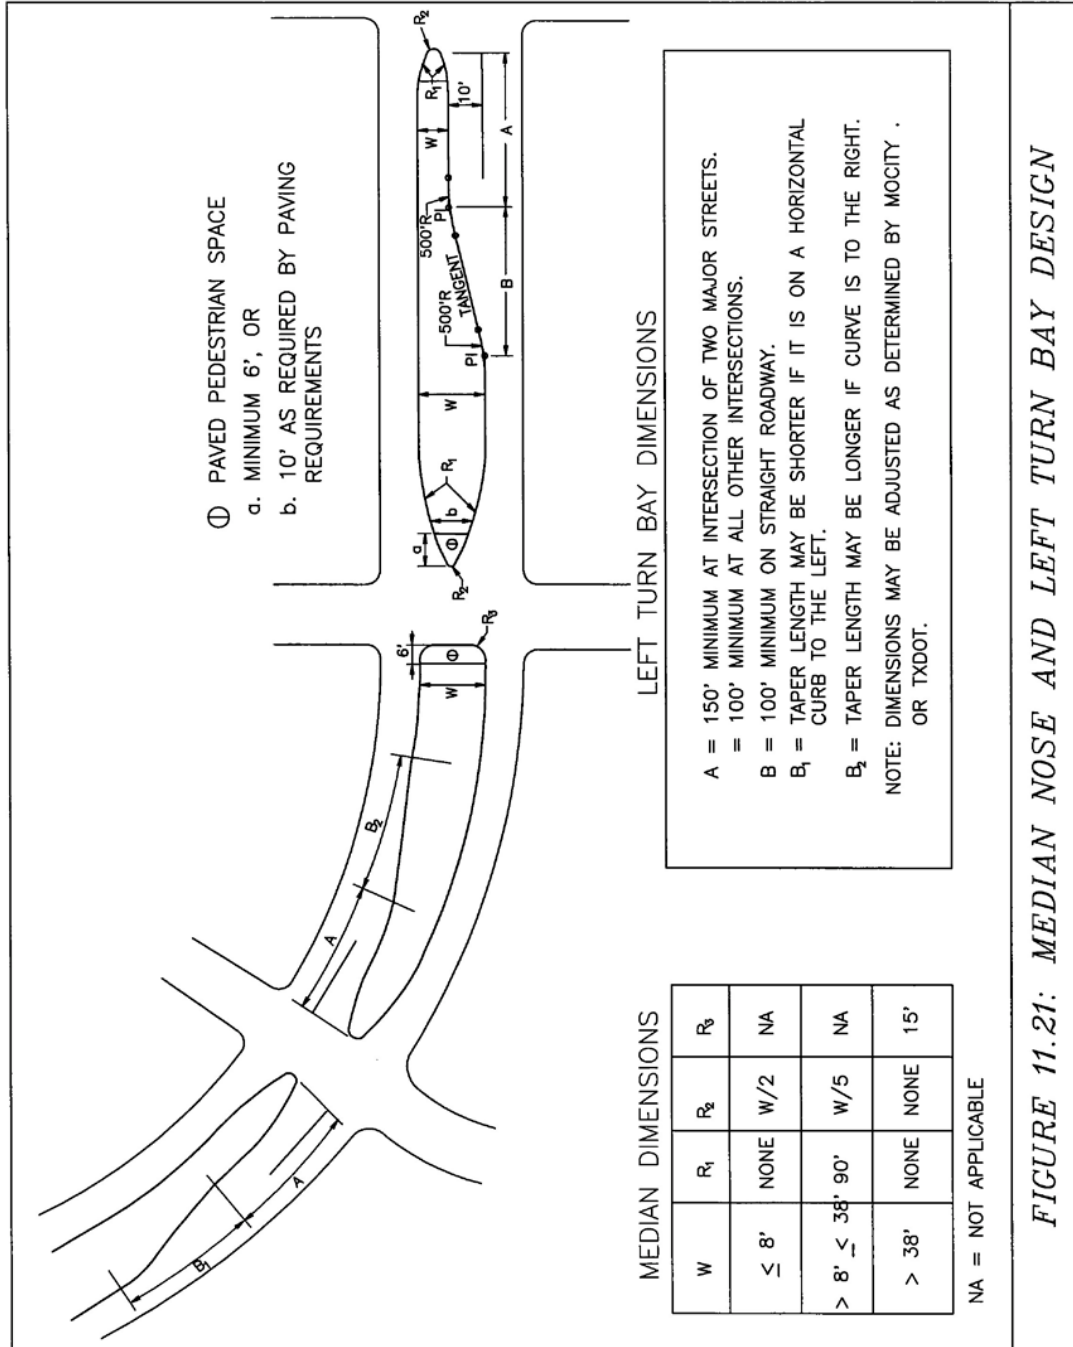 Ⓘ PAVED PEDESTRIAN SPACE
a. MINIMUM 6', OR
b. 10' AS REQUIRED BY PAVING
REQUIREMENTS
B₁
A
A
B₂
6'
W
Ⓘ
R₃
a
b
Ⓘ
R₂
R₁
W
PI
500'R
TANGENT
500'R
PI
W
R₁
R₂
10'
B
A
LEFT TURN BAY DIMENSIONS
A = 150' MINIMUM AT INTERSECTION OF TWO MAJOR STREETS.
= 100' MINIMUM AT ALL OTHER INTERSECTIONS.
B = 100' MINIMUM ON STRAIGHT ROADWAY.
B₁ = TAPER LENGTH MAY BE SHORTER IF IT IS ON A HORIZONTAL
CURB TO THE LEFT.
B₂ = TAPER LENGTH MAY BE LONGER IF CURVE IS TO THE RIGHT.
NOTE: DIMENSIONS MAY BE ADJUSTED AS DETERMINED BY MOCITY .
OR TXDOT.
MEDIAN DIMENSIONS
W R₁ R₂ R₃
≤ 8' NONE W/2 NA
> 8' ≤ 38' 90' W/5 NA
> 38' NONE NONE 15'
NA = NOT APPLICABLE
FIGURE 11.21: MEDIAN NOSE AND LEFT TURN BAY DESIGN